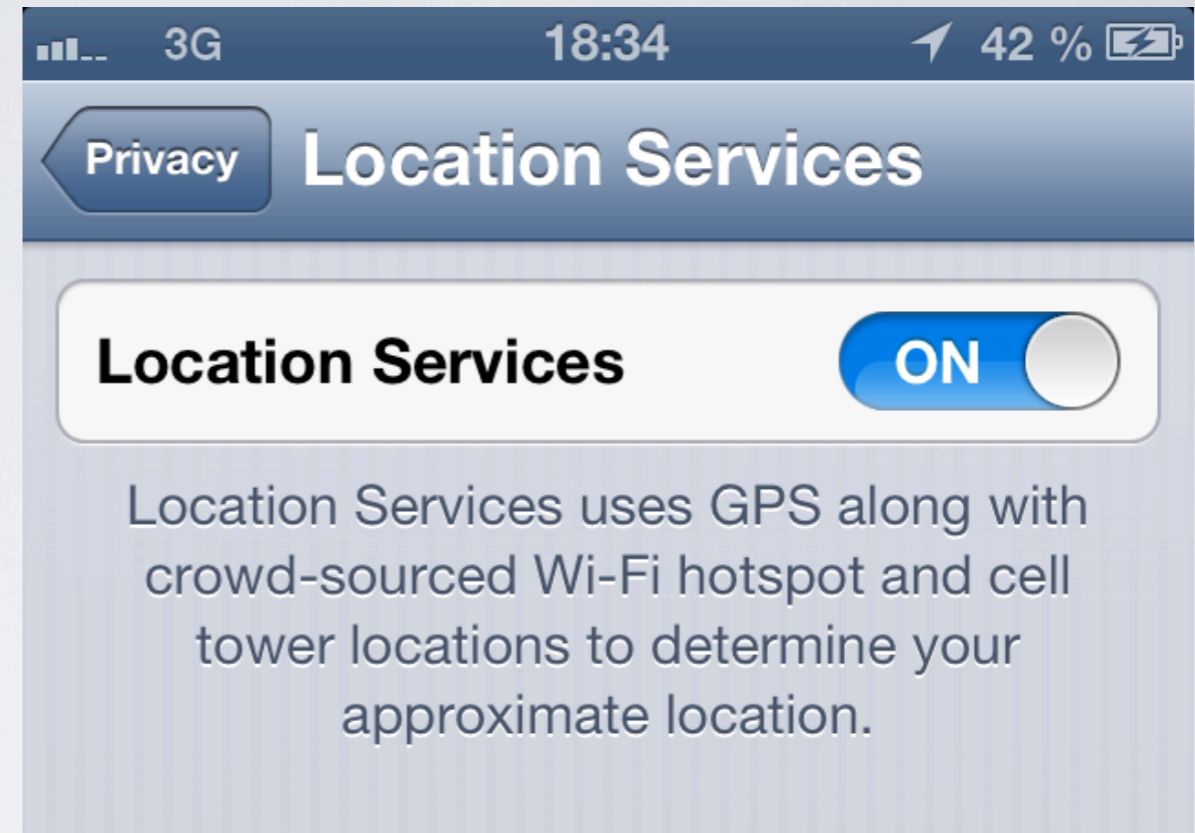 3G 18:34 42 %
Privacy Location Services
Location Services ON
Location Services uses GPS along with
crowd-sourced Wi-Fi hotspot and cell
tower locations to determine your
approximate location.